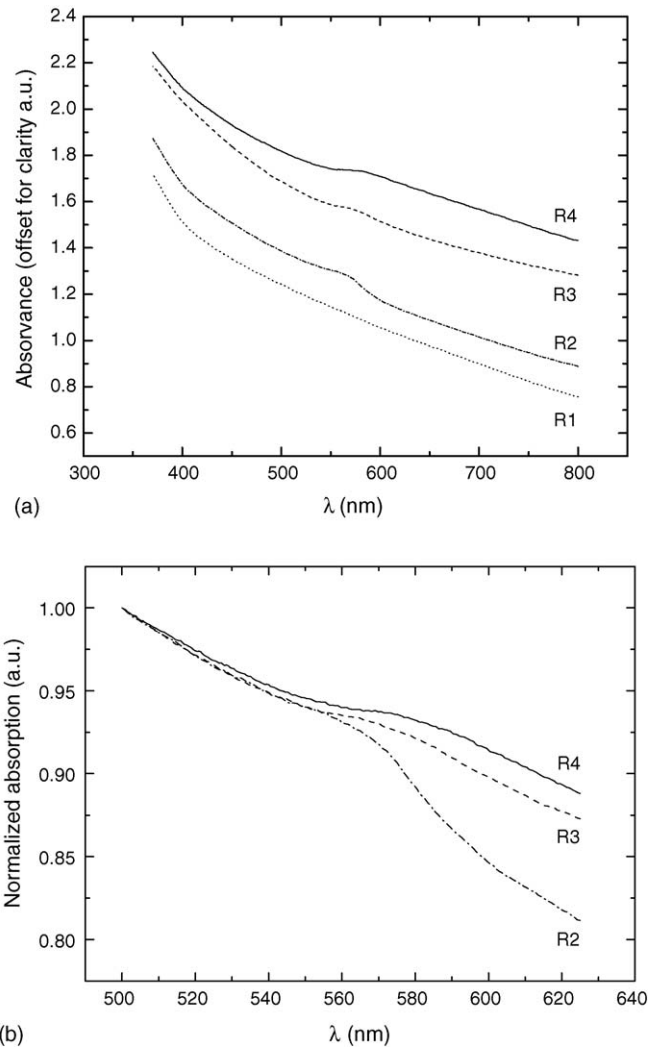 2.4
2.2
2.0
1.8
1.6
1.4
1.2
1.0
0.8
0.6
Absorvance (offset for clarity a.u.)
R4
R3
R2
R1
300 400 500 600 700 800
λ (nm)
(a)
1.00
0.95
0.90
0.85
0.80
Normalized absorption (a.u.)
R4
R3
R2
500 520 540 560 580 600 620 640
λ (nm)
(b)